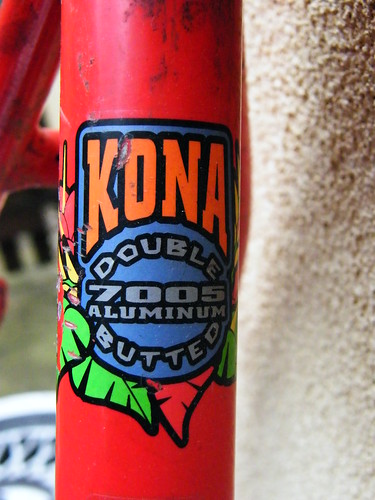 KONA
DOUBLE
7005
ALUMINUM
BUTTED